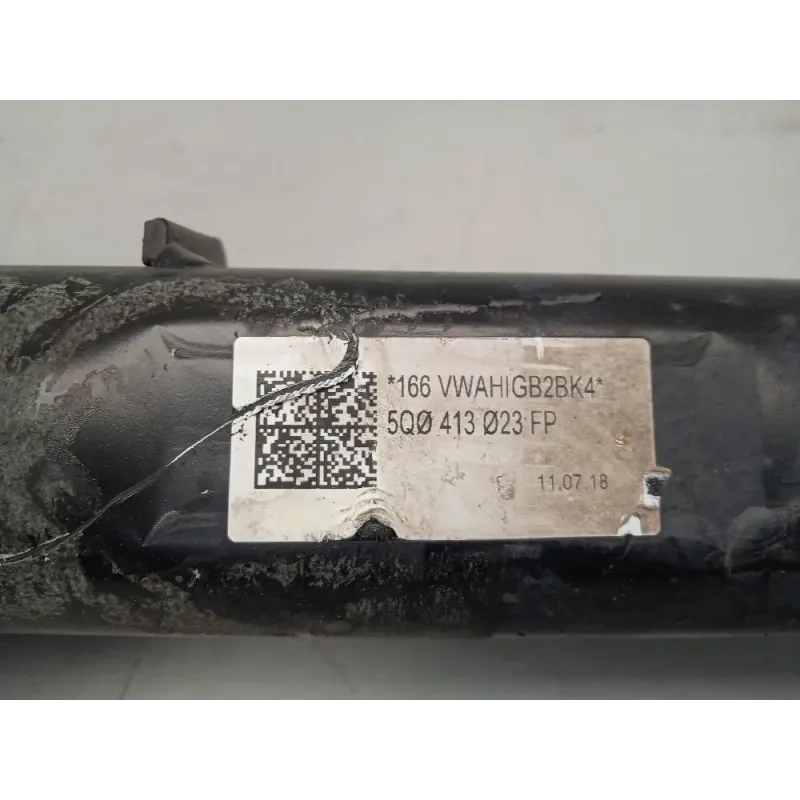 *166 VWAHIGB2BK4*
5QØ 413 Ø23 FP
11.07.18